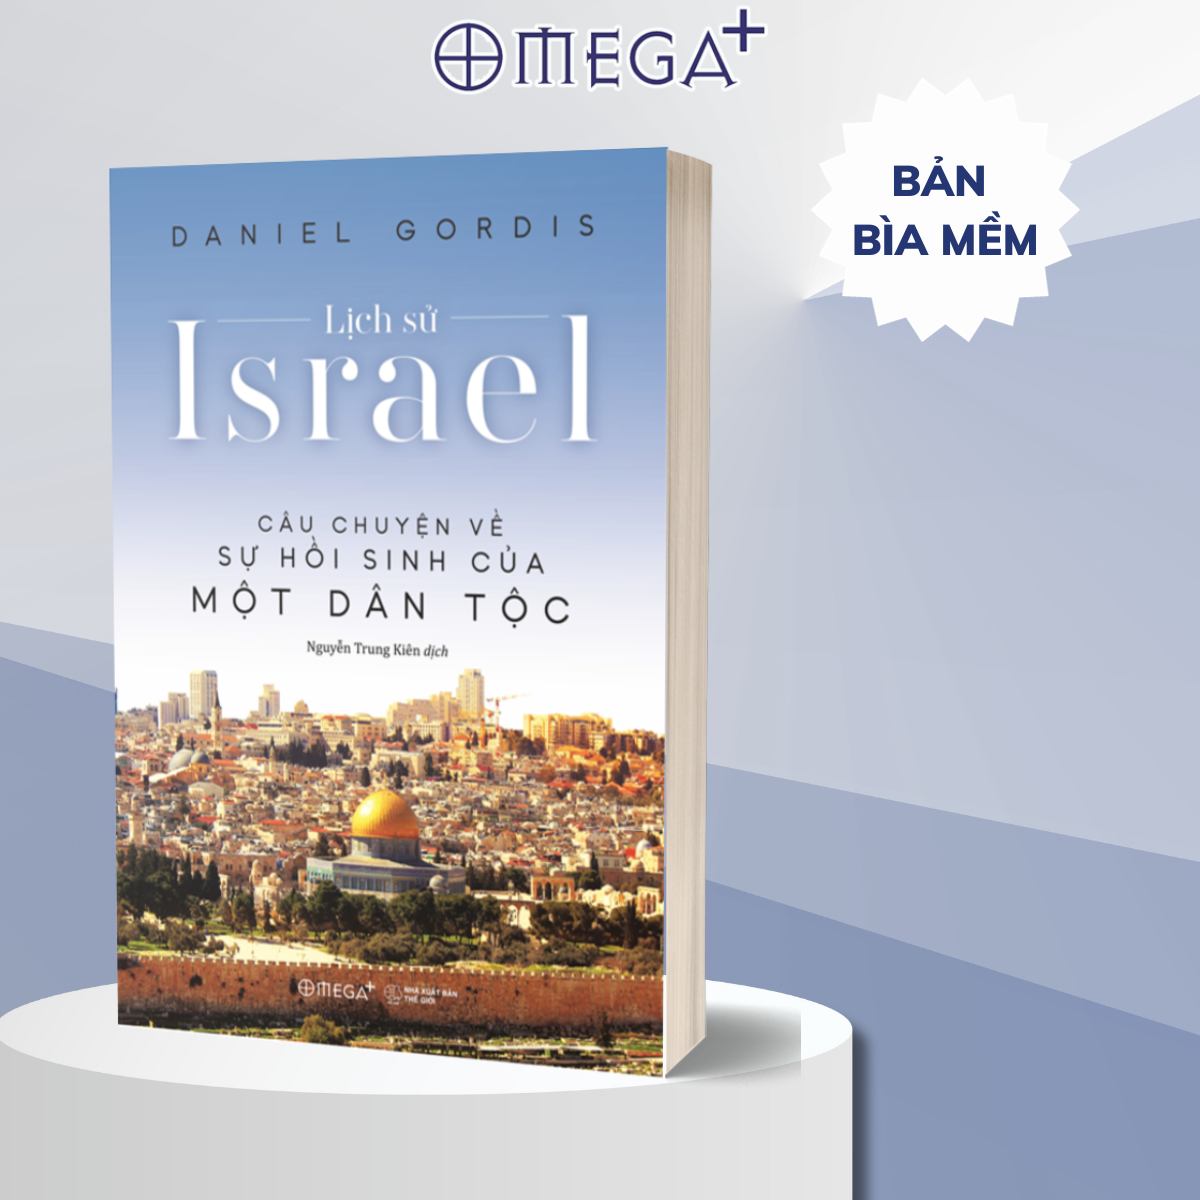 OMEGA+
BẢN
BÌA MỀM
DANIEL GORDIS
Lịch sử
Israel
CÂU CHUYỆN VỀ
SỰ HỒI SINH CỦA
MỘT DÂN TỘC
Nguyễn Trung Kiên dịch
OMEGA+
NHÀ XUẤT BẢN
THẾ GIỚI